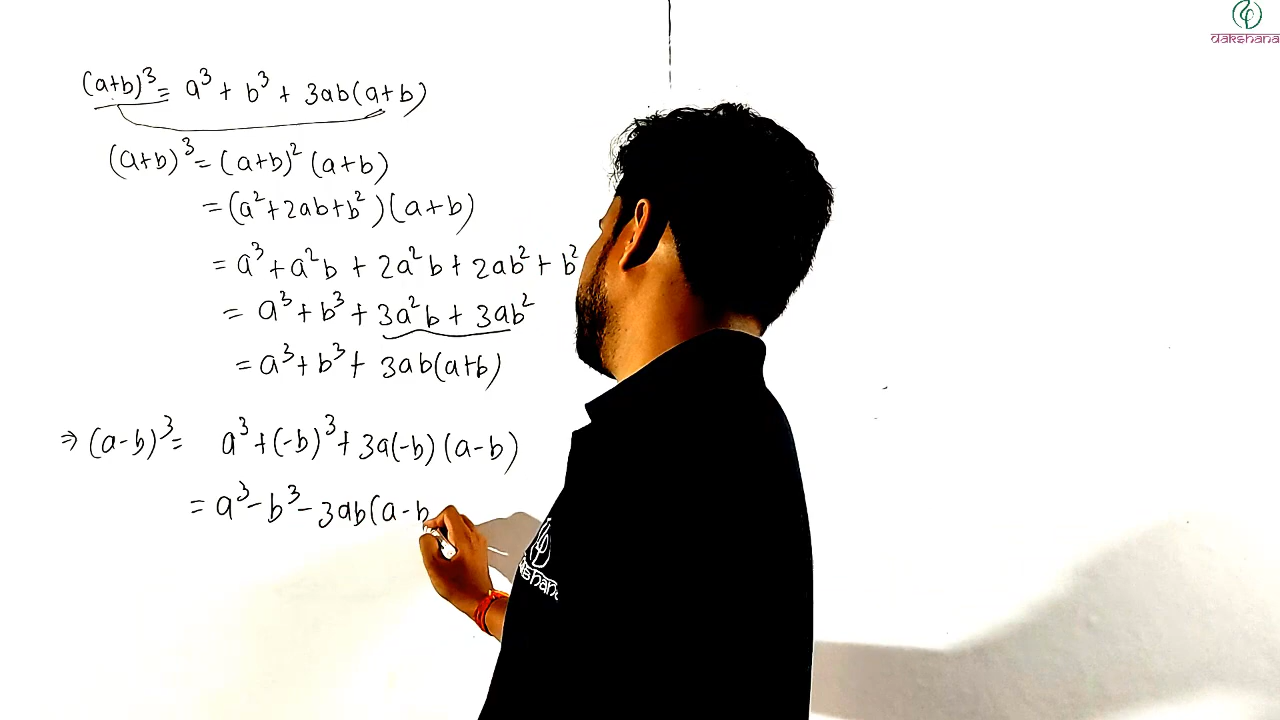 dakshana
(a+b)³ = a³ + b³ + 3ab(a+b)
(a+b)³ = (a+b)² (a+b)
= (a²+2ab+b²)(a+b)
= a³ + a²b + 2a²b + 2ab² + b²
= a³ + b³ + 3a²b + 3ab²
= a³ + b³ + 3ab(a+b)
⇒ (a-b)³ = a³ + (-b)³ + 3a(-b)(a-b)
= a³ - b³ - 3ab(a-b